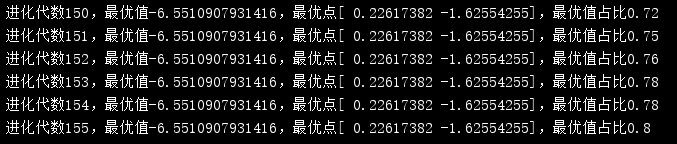 进化代数150，最优值-6.5510907931416，最优点[ 0.22617382 -1.62554255]，最优值占比0.72
进化代数151，最优值-6.5510907931416，最优点[ 0.22617382 -1.62554255]，最优值占比0.75
进化代数152，最优值-6.5510907931416，最优点[ 0.22617382 -1.62554255]，最优值占比0.76
进化代数153，最优值-6.5510907931416，最优点[ 0.22617382 -1.62554255]，最优值占比0.78
进化代数154，最优值-6.5510907931416，最优点[ 0.22617382 -1.62554255]，最优值占比0.78
进化代数155，最优值-6.5510907931416，最优点[ 0.22617382 -1.62554255]，最优值占比0.8